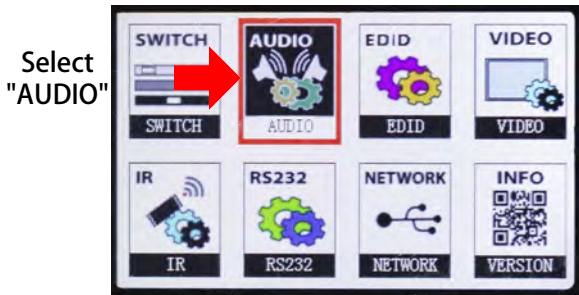 Select
"AUDIO"
SWITCH
AUDIO
EDID
VIDEO
SWITCH
AUDIO
EDID
VIDEO
IR
RS232
NETWORK
INFO
IR
RS232
NETWORK
VERSION